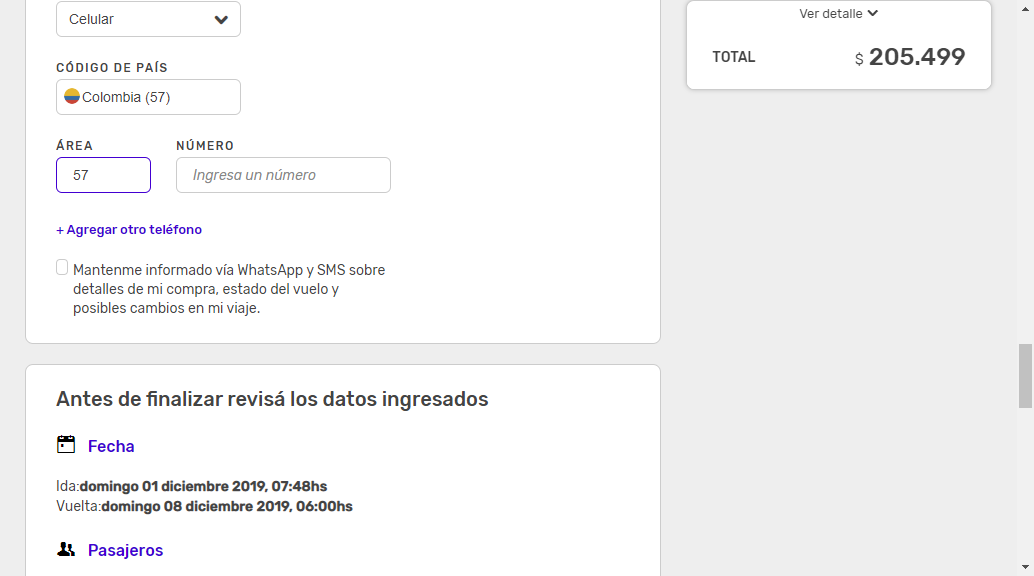 Celular
Ver detalle
TOTAL
$ 205.499
CÓDIGO DE PAÍS
Colombia (57)
ÁREA
NÚMERO
57
Ingresa un número
+ Agregar otro teléfono
Mantenme informado vía WhatsApp y SMS sobre
detalles de mi compra, estado del vuelo y
posibles cambios en mi viaje.
Antes de finalizar revisá los datos ingresados
Fecha
Ida:domingo 01 diciembre 2019, 07:48hs
Vuelta:domingo 08 diciembre 2019, 06:00hs
Pasajeros